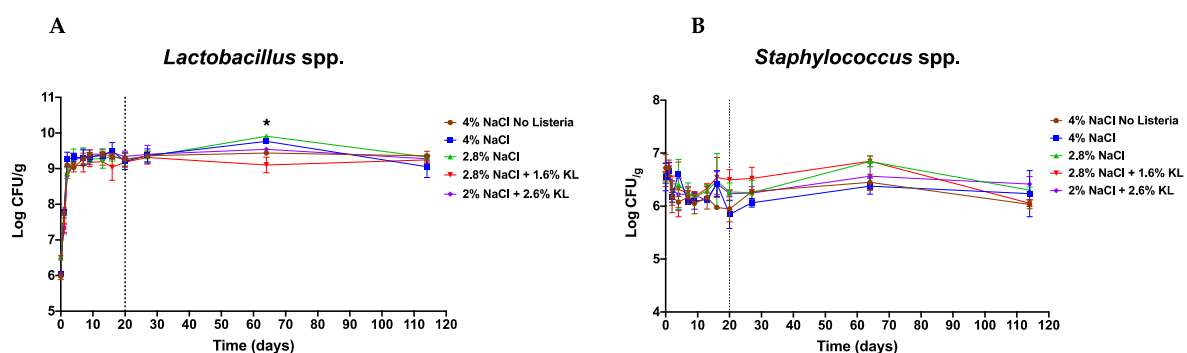 A
Lactobacillus spp.
Log CFU/g
11
10
9
8
7
6
5
0 10 20 30 40 50 60 70 80 90 100 110 120
Time (days)
*
4% NaCl No Listeria
4% NaCl
2.8% NaCl
2.8% NaCl + 1.6% KL
2% NaCl + 2.6% KL
B
Staphylococcus spp.
Log CFU/g
8
7
6
5
4
0 10 20 30 40 50 60 70 80 90 100 110 120
Time (days)
4% NaCl No Listeria
4% NaCl
2.8% NaCl
2.8% NaCl + 1.6% KL
2% NaCl + 2.6% KL